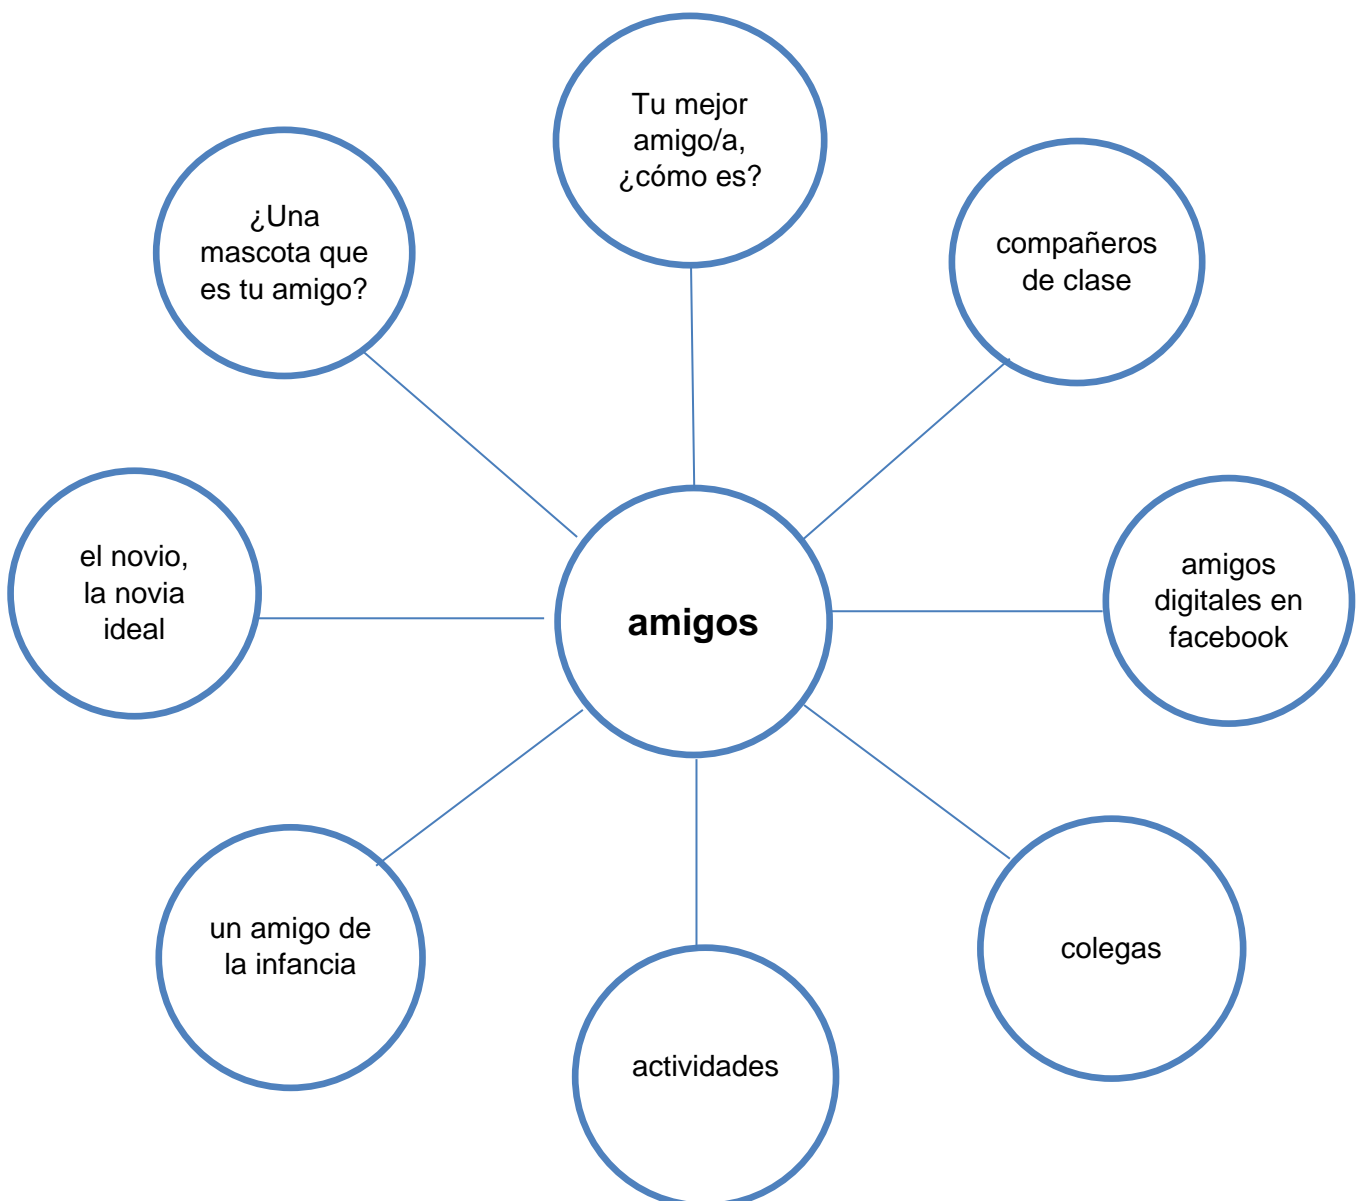 Tu mejor
amigo/a,
¿cómo es?
¿Una
mascota que
es tu amigo?
compañeros
de clase
el novio,
la novia
ideal
amigos
amigos
digitales en
facebook
un amigo de
la infancia
colegas
actividades